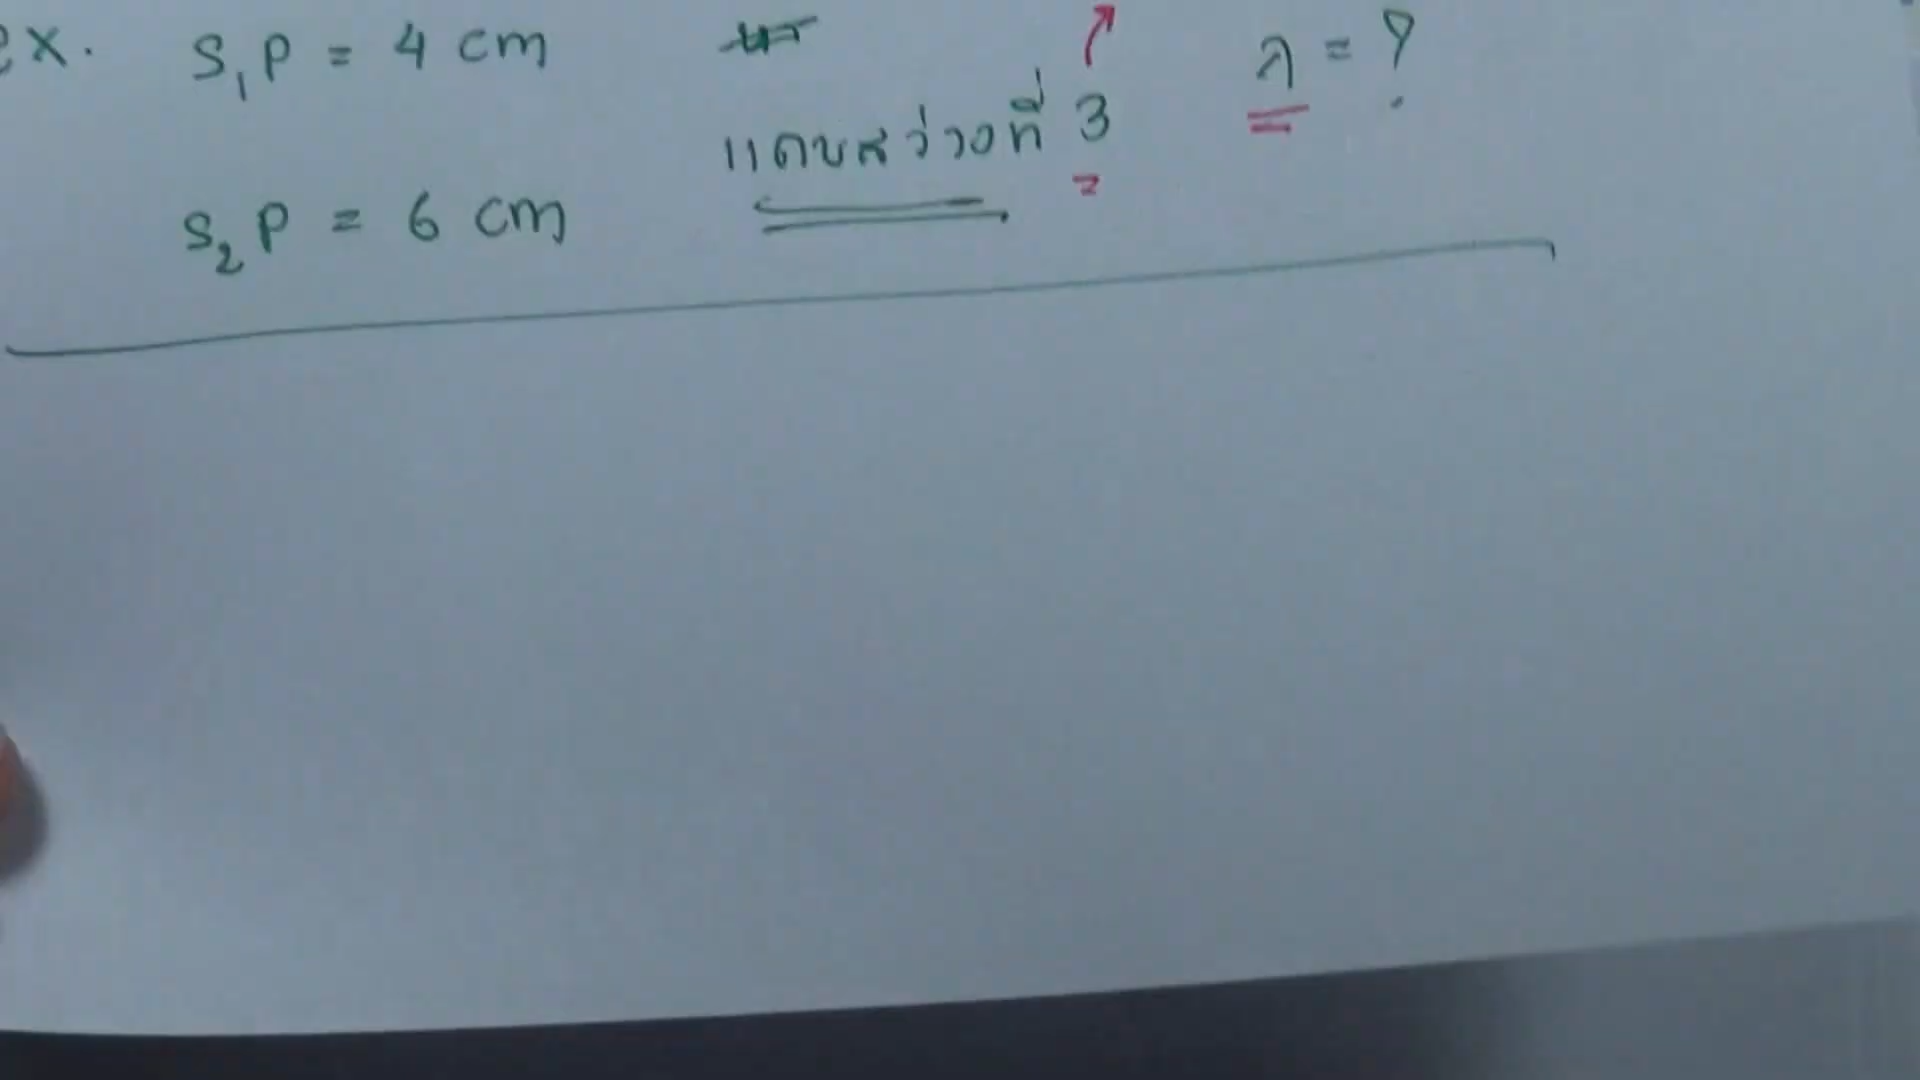 ex. S₁P = 4 cm λ = ?
แถบสว่างที่ 3
S₂P = 6 cm